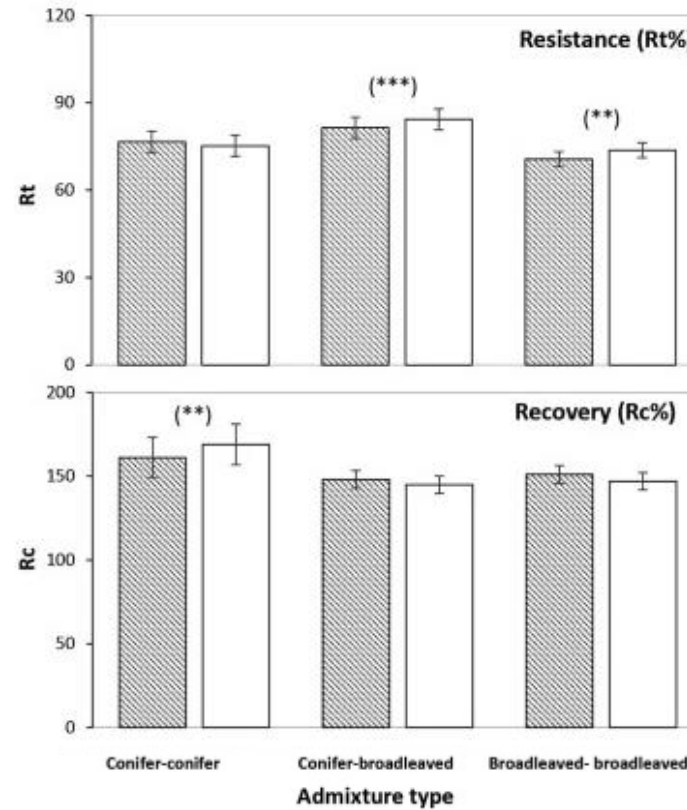 120
Resistance (Rt%
(***)
90
(**)
60
Rt
30
0
200
Recovery (Rc%)
(**)
150
100
Rc
50
0
Conifer-conifer Conifer-broadleaved Broadleaved- broadleaved
Admixture type